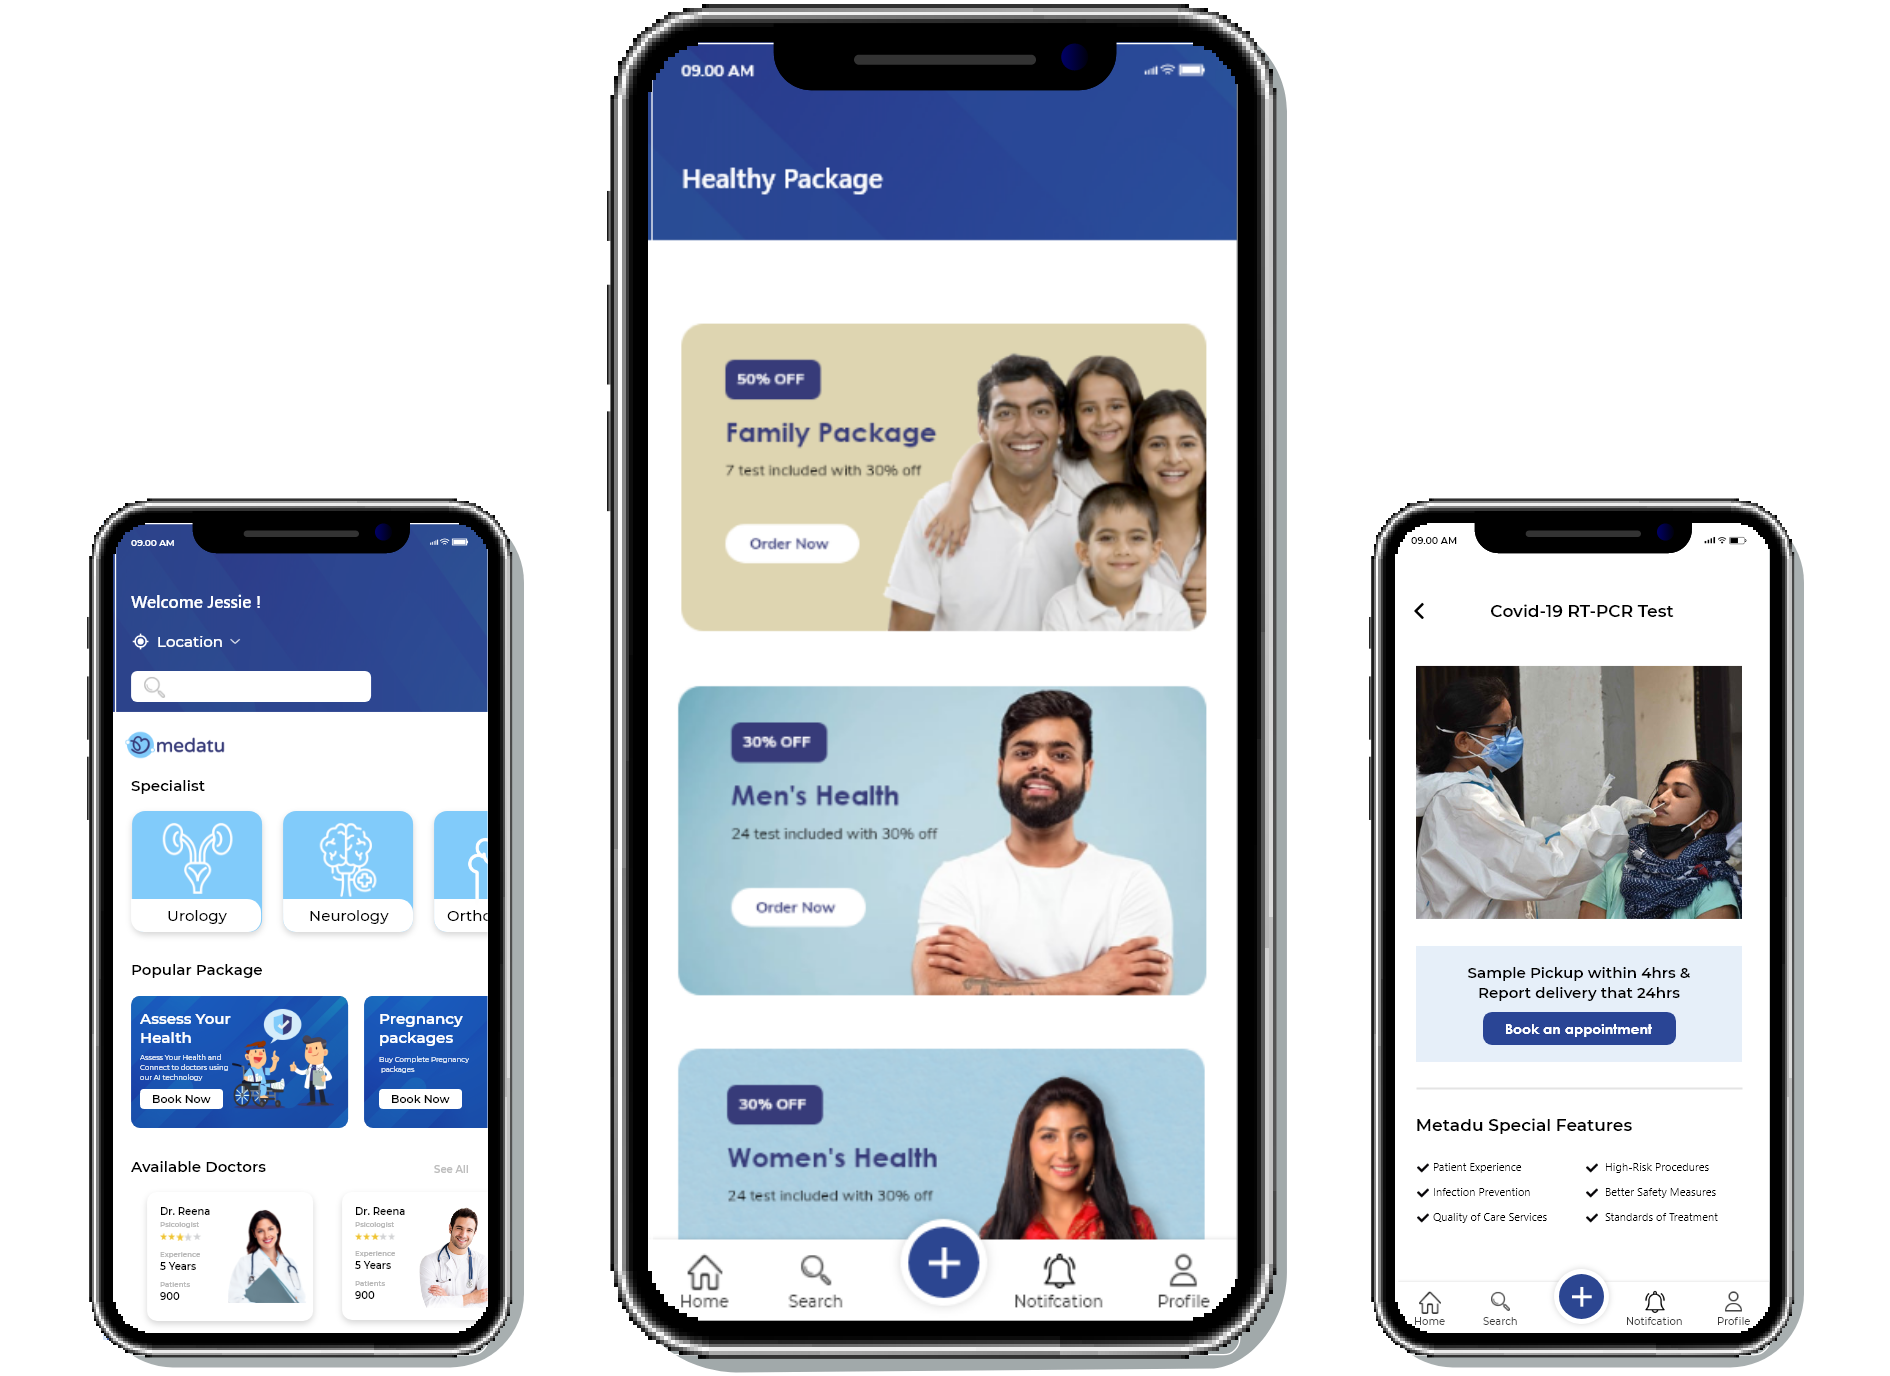 09.00 AM
Welcome Jessie !
Location
medatu
Specialist
Urology
Neurology
Ortho
Popular Package
Assess Your
Health
Assess Your Health and
Connect to doctors using
our AI technology
Book Now
Pregnancy
packages
Buy Complete Pregnancy
packages
Book Now
Available Doctors
See All
Dr. Reena
Psicologist
Experience
5 Years
Patients
900
Dr. Reena
Psicologist
Experience
5 Years
Patients
900
09.00 AM
Healthy Package
50% OFF
Family Package
7 test included with 30% off
Order Now
30% OFF
Men's Health
24 test included with 30% off
Order Now
30% OFF
Women's Health
24 test included with 30% off
Home
Search
Notifcation
Profile
09.00 AM
Covid-19 RT-PCR Test
Sample Pickup within 4hrs &
Report delivery that 24hrs
Book an appointment
Metadu Special Features
Patient Experience
High-Risk Procedures
Infection Prevention
Better Safety Measures
Quality of Care Services
Standards of Treatment
Home
Search
Notifcation
Profile